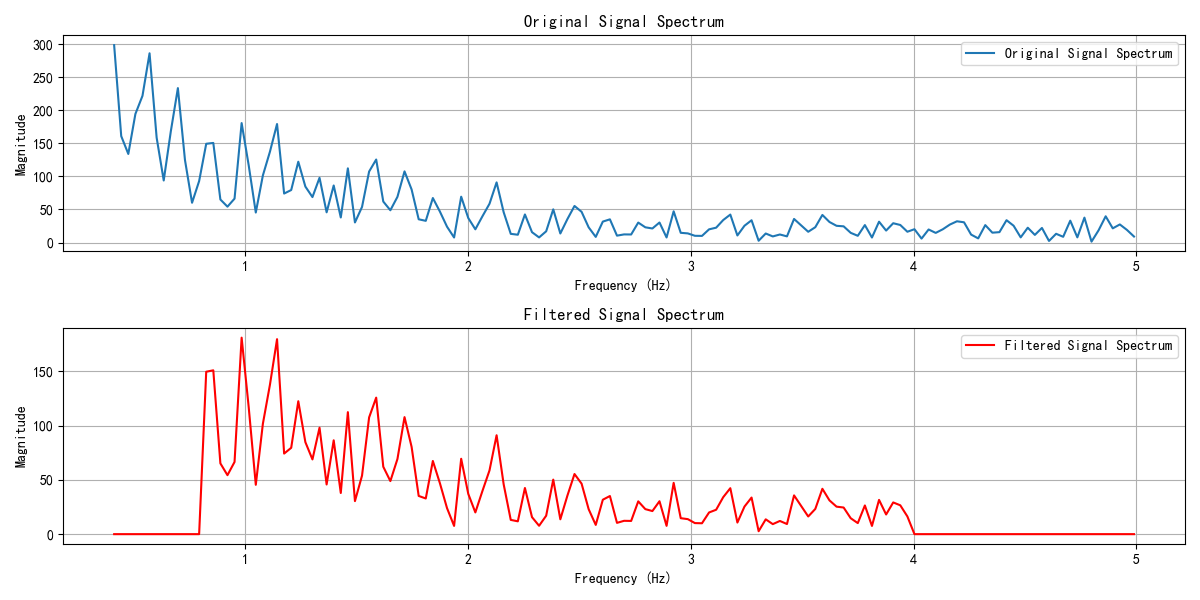 Original Signal Spectrum
300
250
200
150
100
50
0
Magnitude
Original Signal Spectrum
1 2 3 4 5
Frequency (Hz)
Filtered Signal Spectrum
150
100
50
0
Magnitude
Filtered Signal Spectrum
1 2 3 4 5
Frequency (Hz)